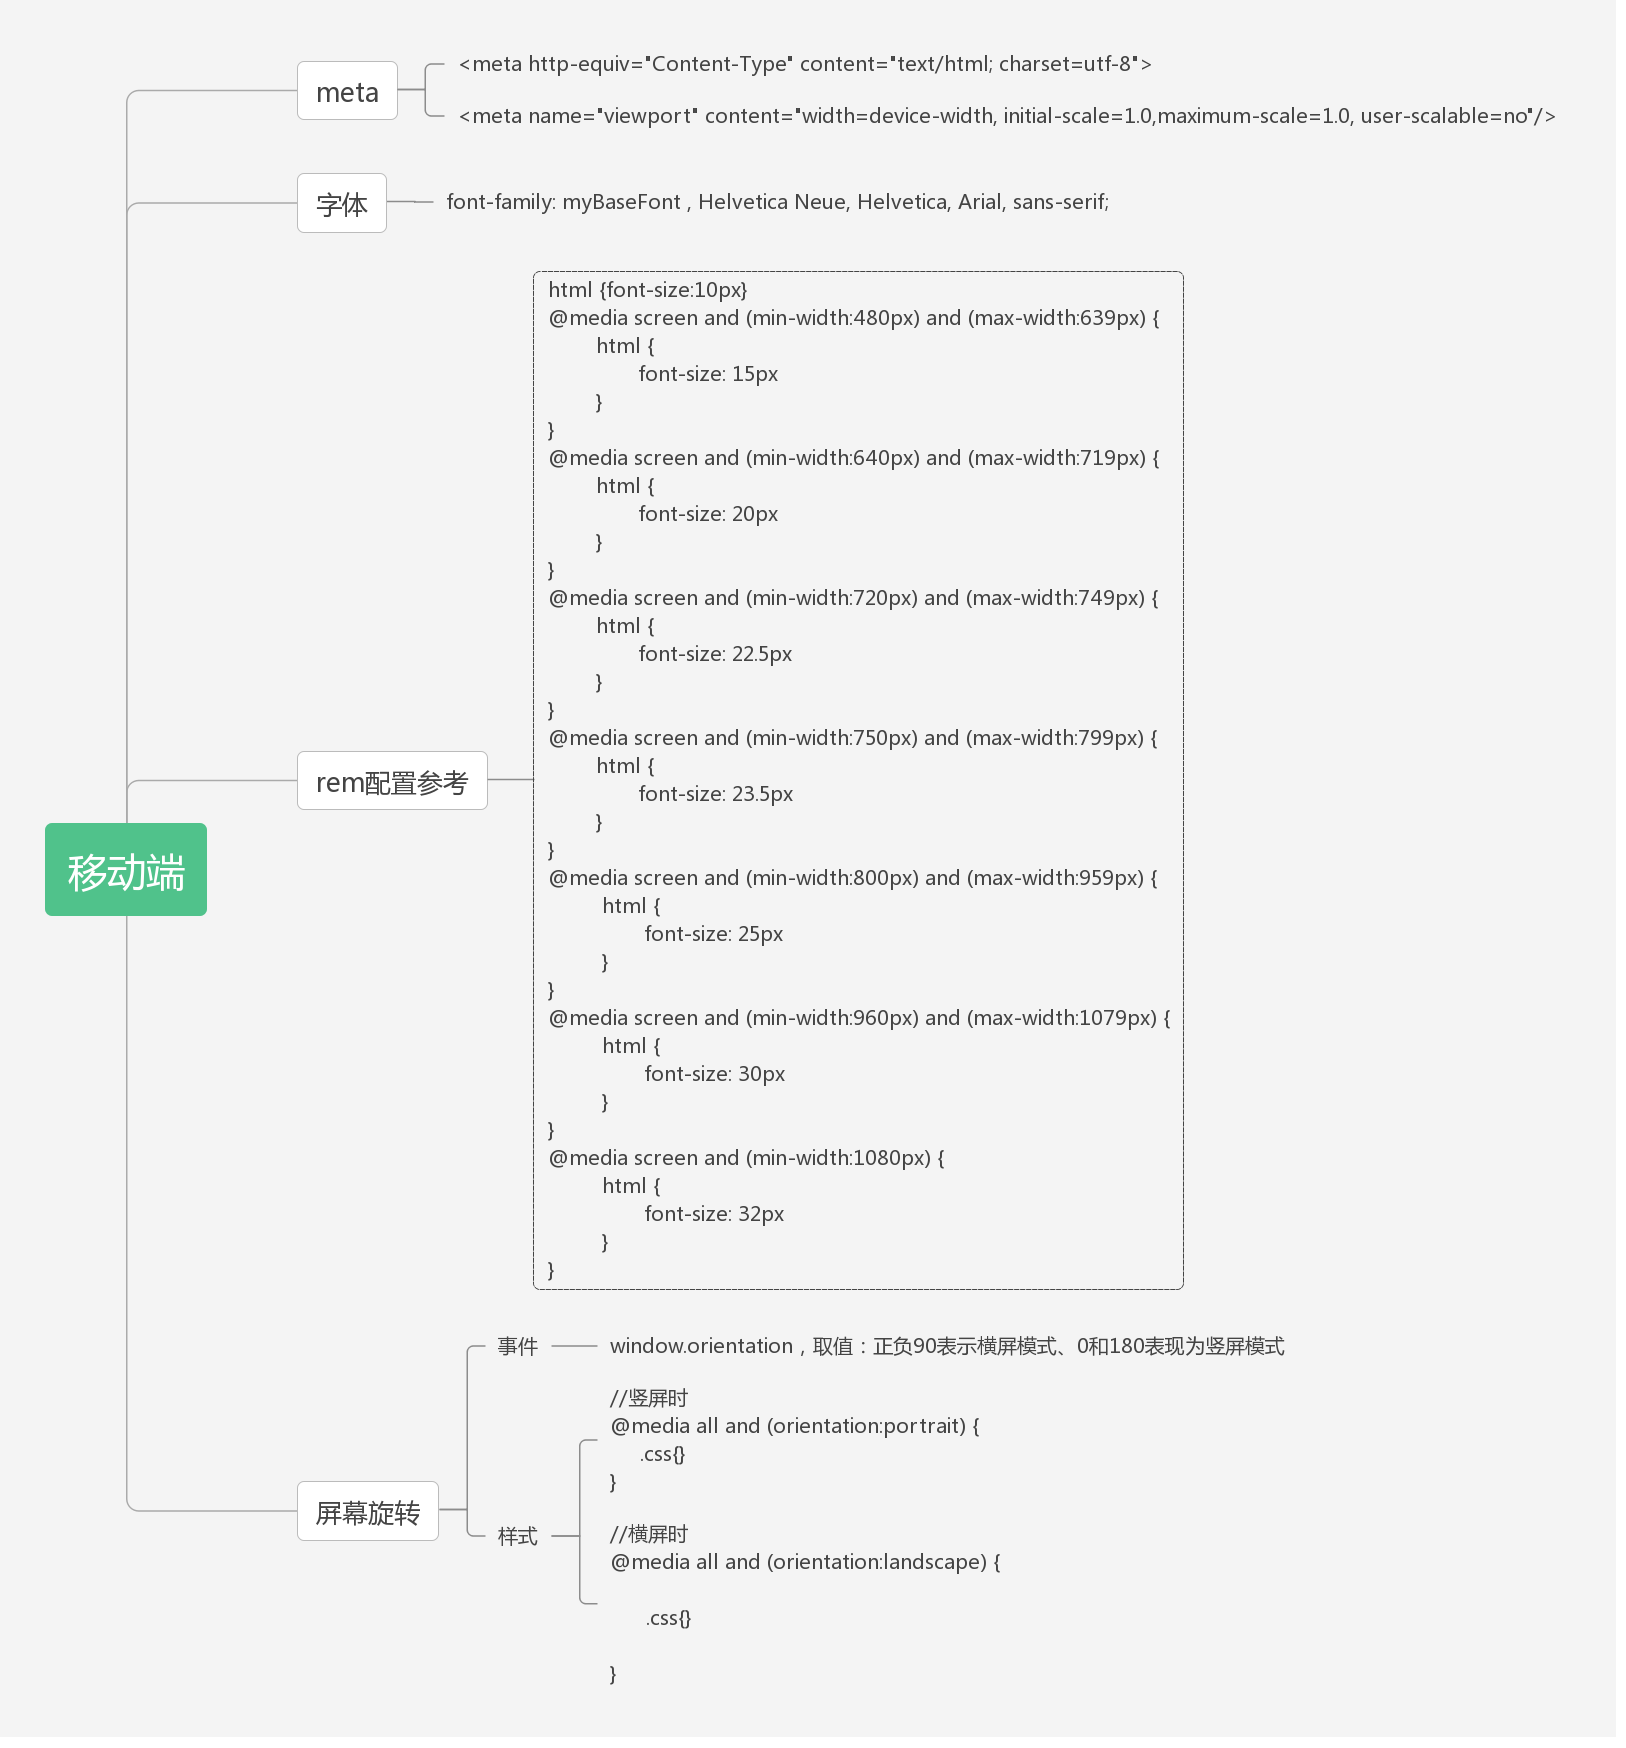 移动端
meta
<meta http-equiv="Content-Type" content="text/html; charset=utf-8">
<meta name="viewport" content="width=device-width, initial-scale=1.0,maximum-scale=1.0, user-scalable=no"/>
字体
font-family: myBaseFont , Helvetica Neue, Helvetica, Arial, sans-serif;
rem配置参考
html {font-size:10px}
@media screen and (min-width:480px) and (max-width:639px) {
html {
font-size: 15px
}
}
@media screen and (min-width:640px) and (max-width:719px) {
html {
font-size: 20px
}
}
@media screen and (min-width:720px) and (max-width:749px) {
html {
font-size: 22.5px
}
}
@media screen and (min-width:750px) and (max-width:799px) {
html {
font-size: 23.5px
}
}
@media screen and (min-width:800px) and (max-width:959px) {
html {
font-size: 25px
}
}
@media screen and (min-width:960px) and (max-width:1079px) {
html {
font-size: 30px
}
}
@media screen and (min-width:1080px) {
html {
font-size: 32px
}
}
屏幕旋转
事件
window.orientation，取值：正负90表示横屏模式、0和180表现为竖屏模式
样式
//竖屏时
@media all and (orientation:portrait) {
.css{}
}
//横屏时
@media all and (orientation:landscape) {
.css{}
}